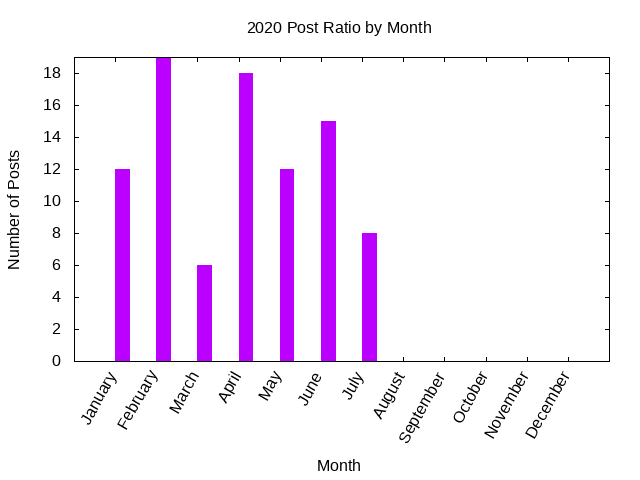 2020 Post Ratio by Month
18
16
14
12
10
8
6
4
2
0
Number of Posts
January
February
March
April
May
June
July
August
September
October
November
December
Month